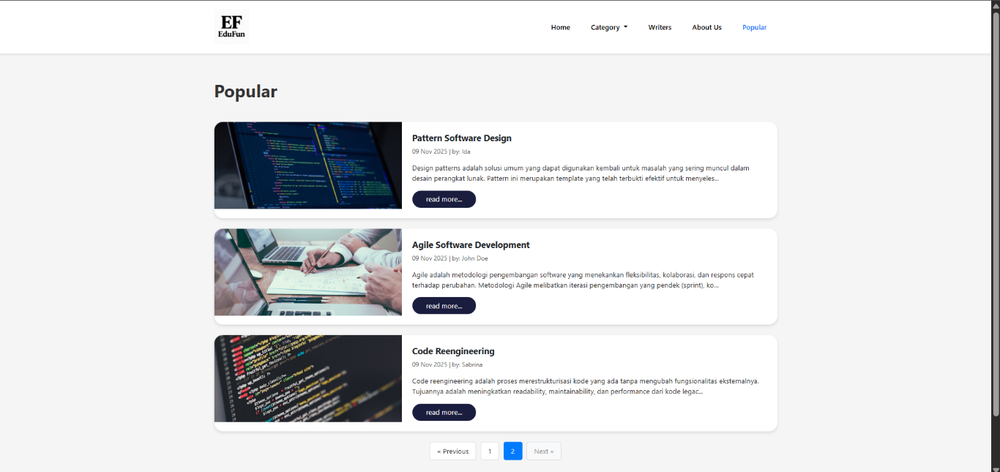 EF
EduFun
Home
Category
Writers
About Us
Popular
Popular
Pattern Software Design
09 Nov 2025 | by: Ida
Design patterns adalah solusi umum yang dapat digunakan kembali untuk masalah yang sering muncul dalam
desain perangkat lunak. Pattern ini merupakan template yang telah terbukti efektif untuk menyeles...
read more...
Agile Software Development
09 Nov 2025 | by: John Doe
Agile adalah metodologi pengembangan software yang menekankan fleksibilitas, kolaborasi, dan respons cepat
terhadap perubahan. Metodologi Agile melibatkan iterasi pengembangan yang pendek (sprint), ko...
read more...
Code Reengineering
09 Nov 2025 | by: Sabrina
Code reengineering adalah proses merestrukturisasi kode yang ada tanpa mengubah fungsionalitas eksternalnya.
Tujuannya adalah meningkatkan readability, maintainability, dan performance dari kode legac...
read more...
« Previous
1
2
Next »